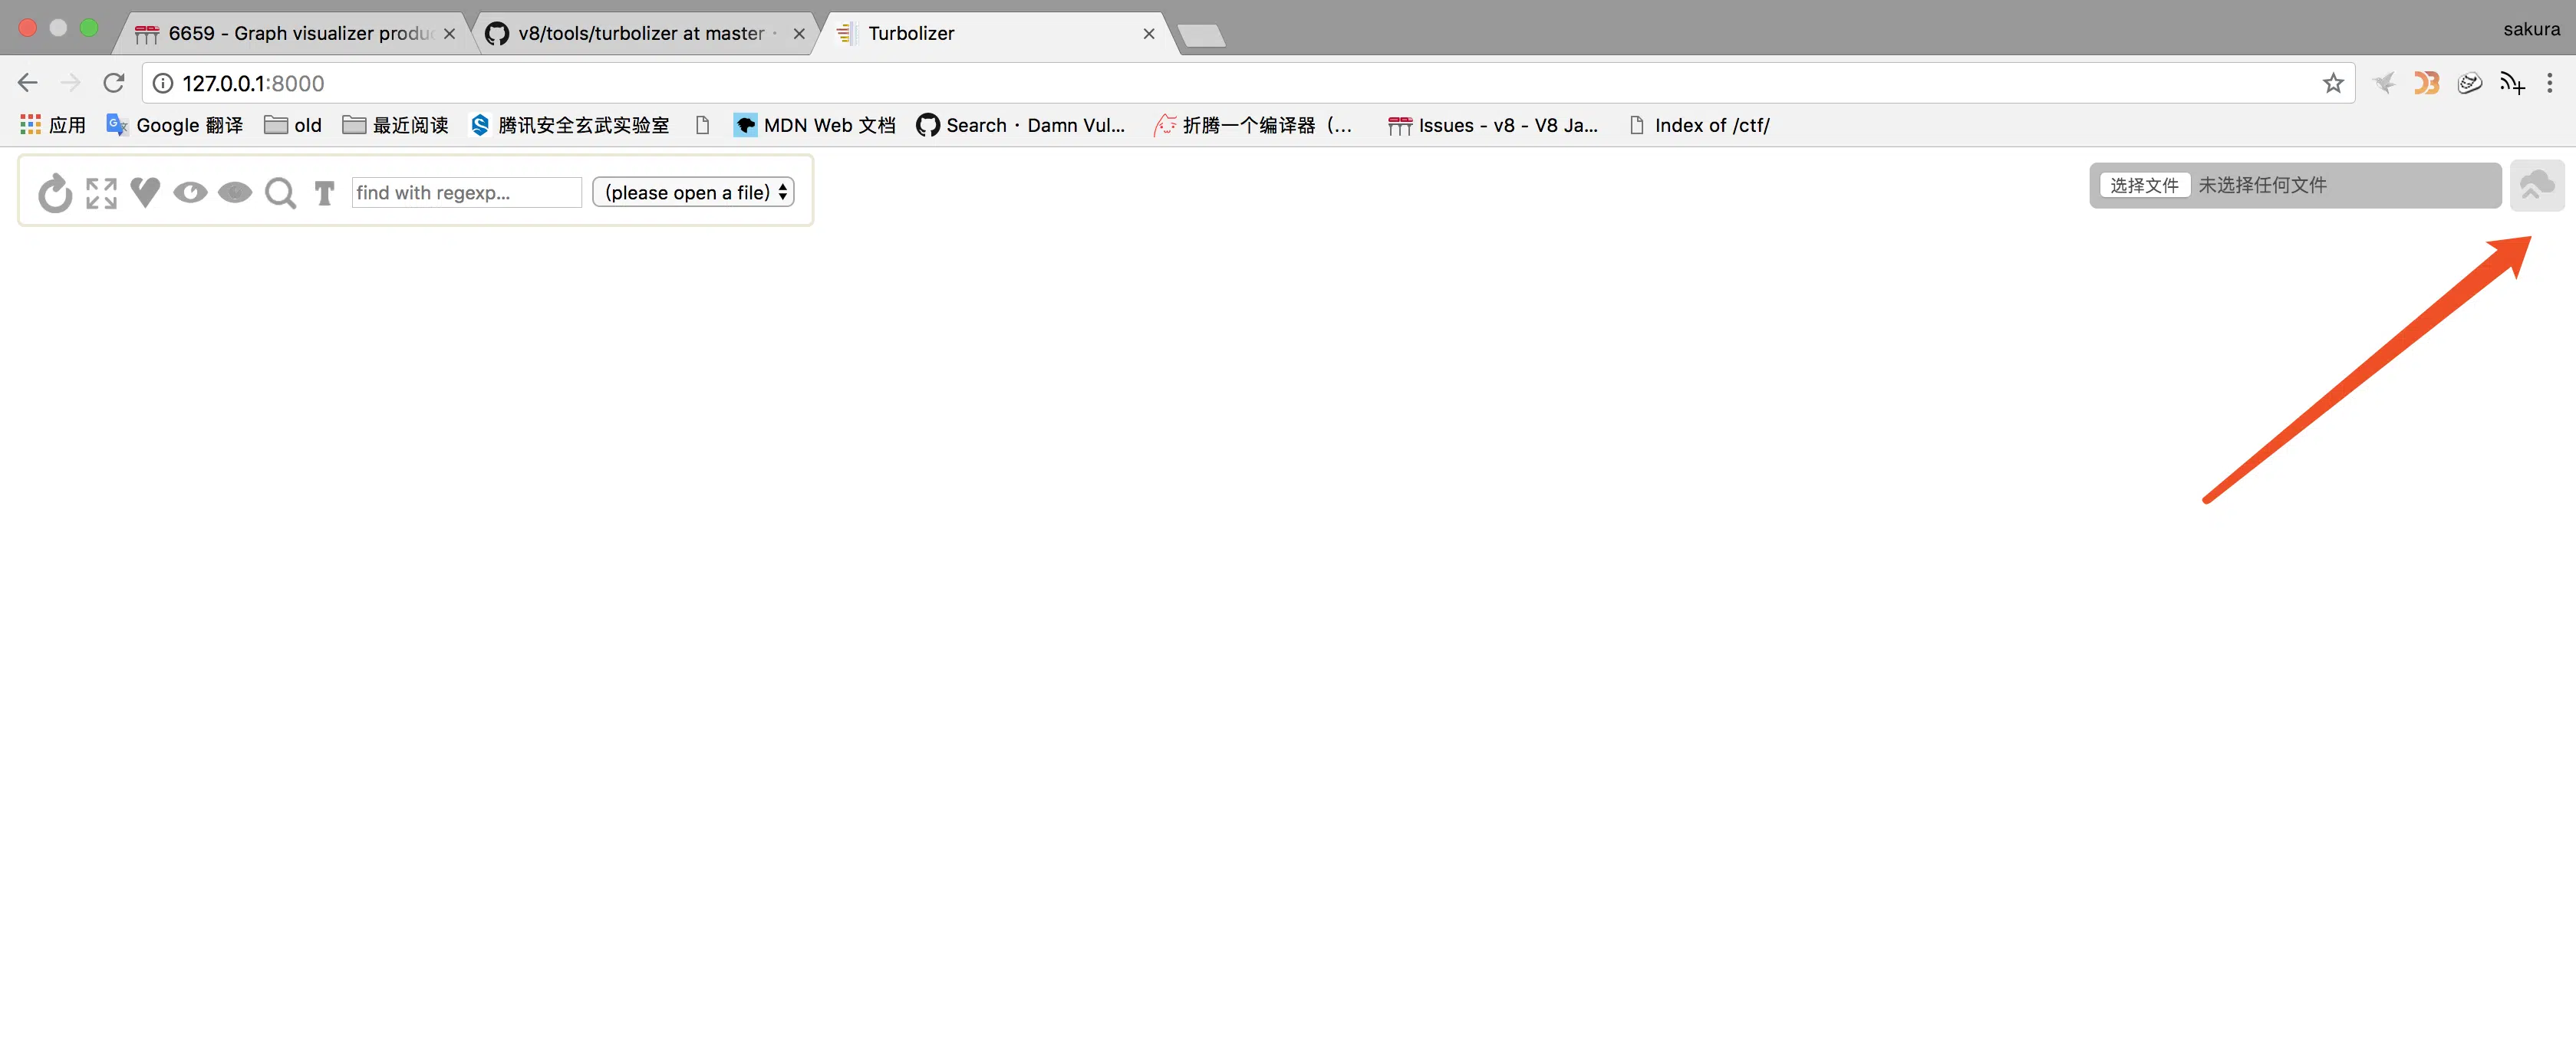 6659 - Graph visualizer produc
v8/tools/turbolizer at master ·
Turbolizer
sakura
127.0.0.1:8000
应用
Google 翻译
old
最近阅读
腾讯安全玄武实验室
MDN Web 文档
Search · Damn Vul...
折腾一个编译器（...
Issues - v8 - V8 Ja...
Index of /ctf/
T
find with regexp...
(please open a file)
选择文件 未选择任何文件